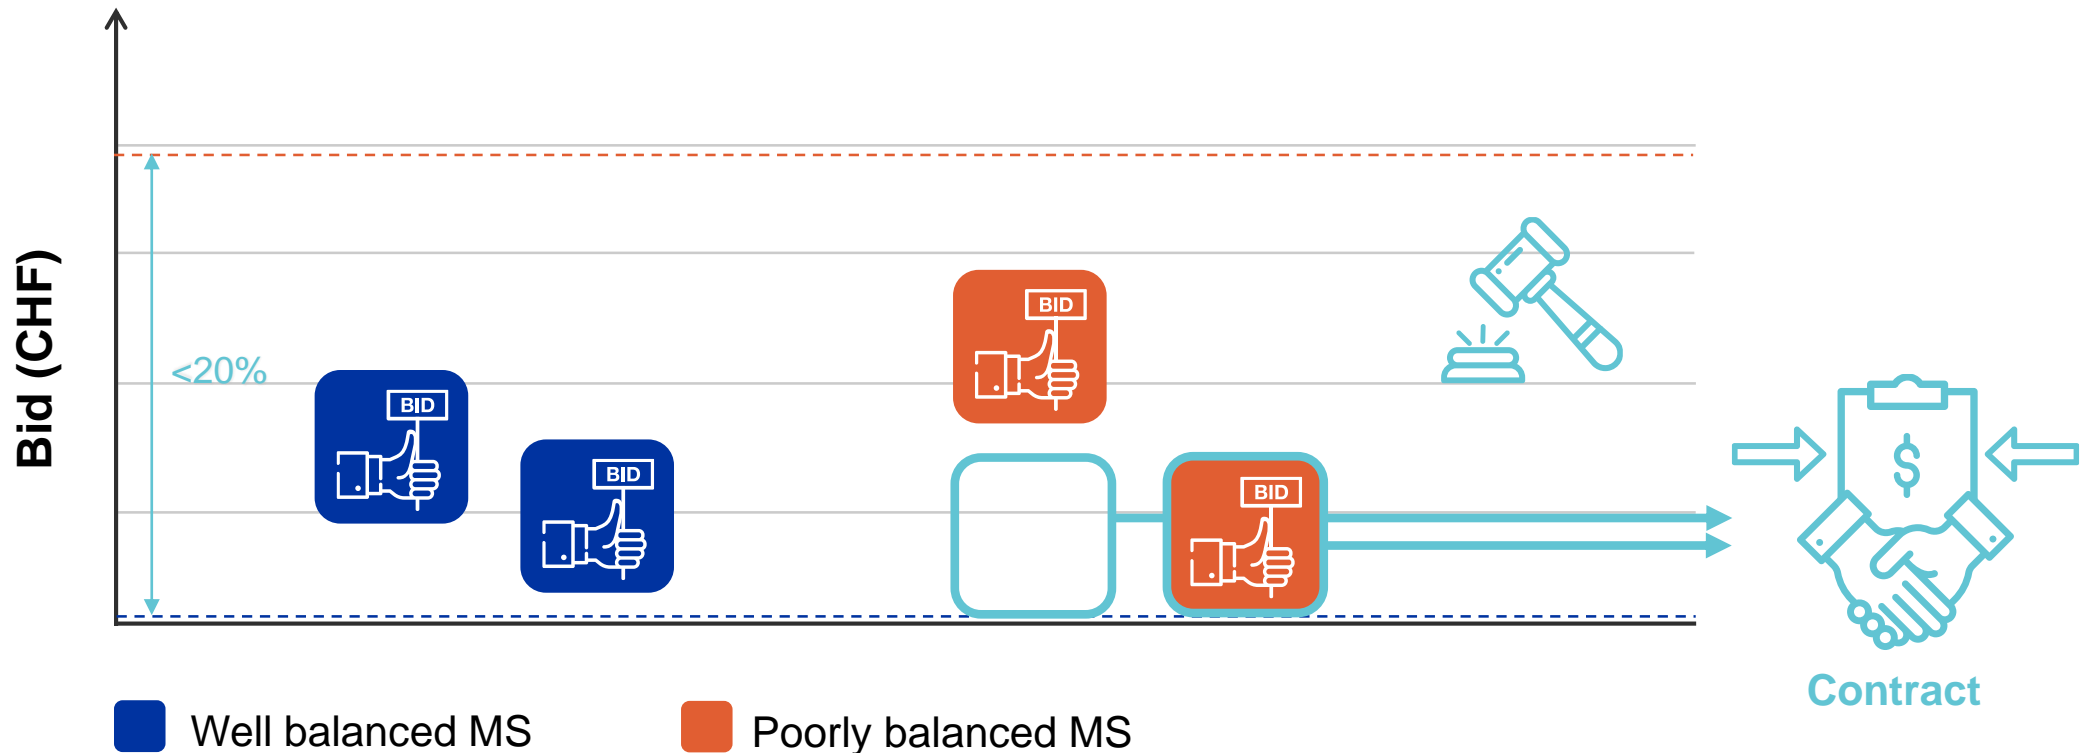 Bid (CHF)
<20%
BID
BID
BID
BID
$
Contract
Well balanced MS
Poorly balanced MS